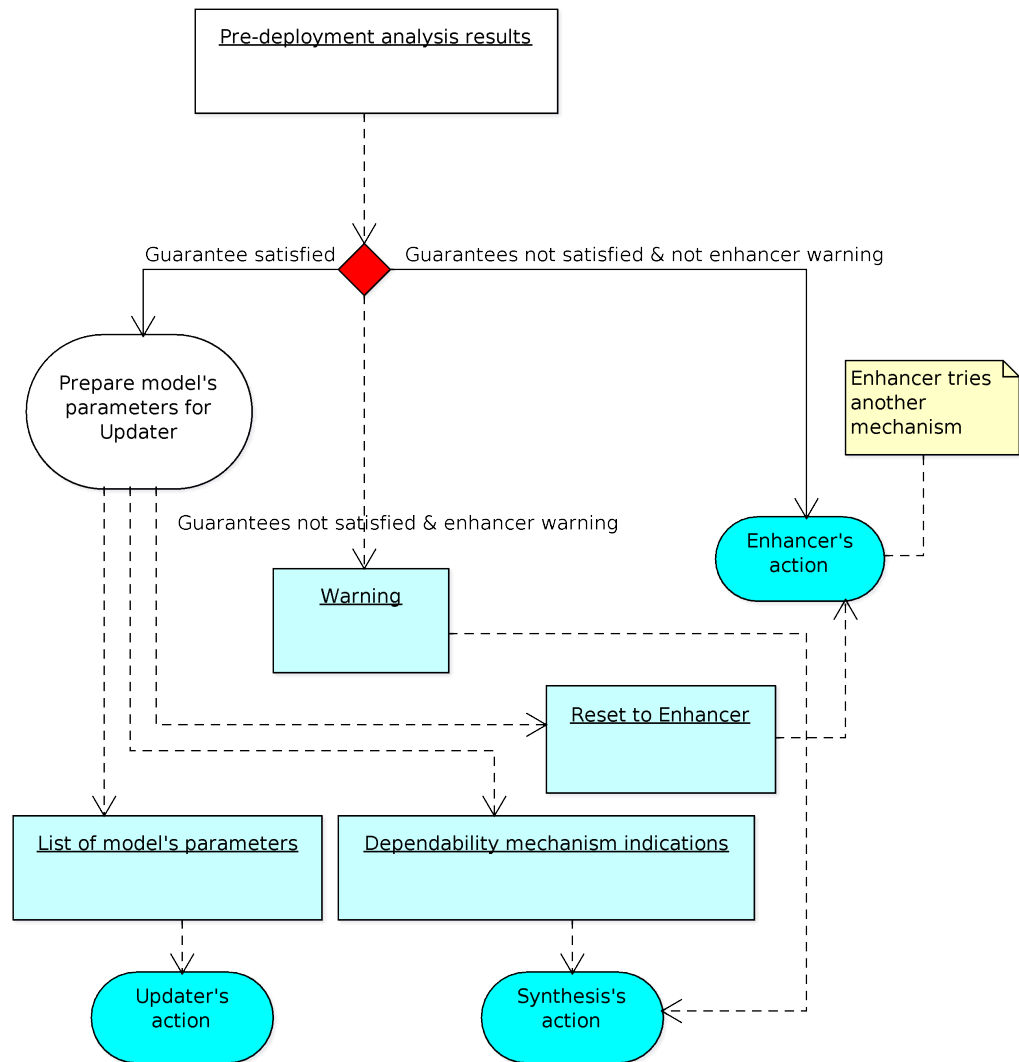 Pre-deployment analysis results
Guarantee satisfied
Guarantees not satisfied & not enhancer warning
Prepare model's
parameters for
Updater
Enhancer tries
another
mechanism
Guarantees not satisfied & enhancer warning
Enhancer's
action
Warning
Reset to Enhancer
List of model's parameters
Dependability mechanism indications
Updater's
action
Synthesis's
action